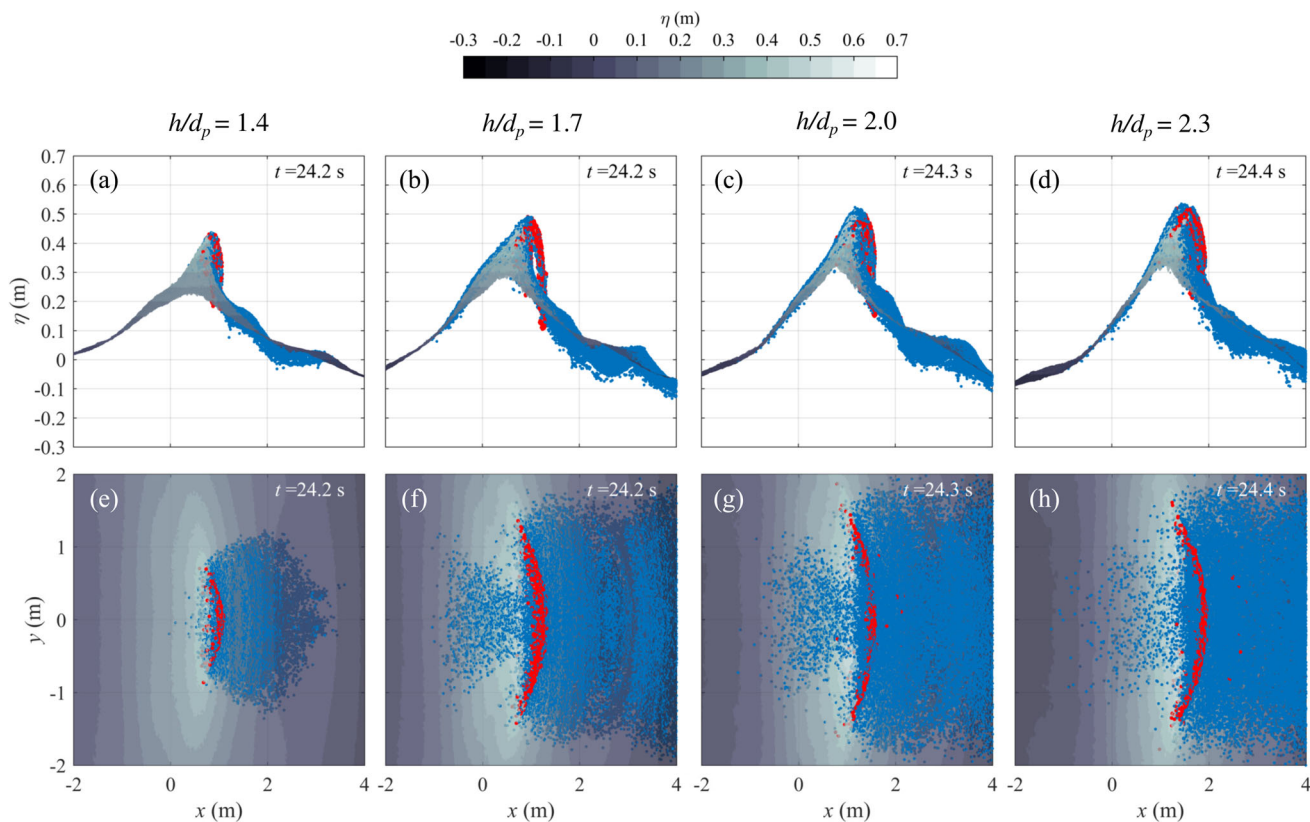 η (m)
-0.3 -0.2 -0.1 0 0.1 0.2 0.3 0.4 0.5 0.6 0.7
h/dₚ = 1.4 h/dₚ = 1.7 h/dₚ = 2.0 h/dₚ = 2.3
(a) t =24.2 s (b) t =24.2 s (c) t =24.3 s (d) t =24.4 s
0.7
0.6
0.5
0.4
0.3
0.2
0.1
0
-0.1
-0.2
-0.3
η (m)
(e) t =24.2 s (f) t =24.2 s (g) t =24.3 s (h) t =24.4 s
2
1
0
-1
-2
y (m)
-2 0 2 4 -2 0 2 4 -2 0 2 4 -2 0 2 4
x (m) x (m) x (m) x (m)